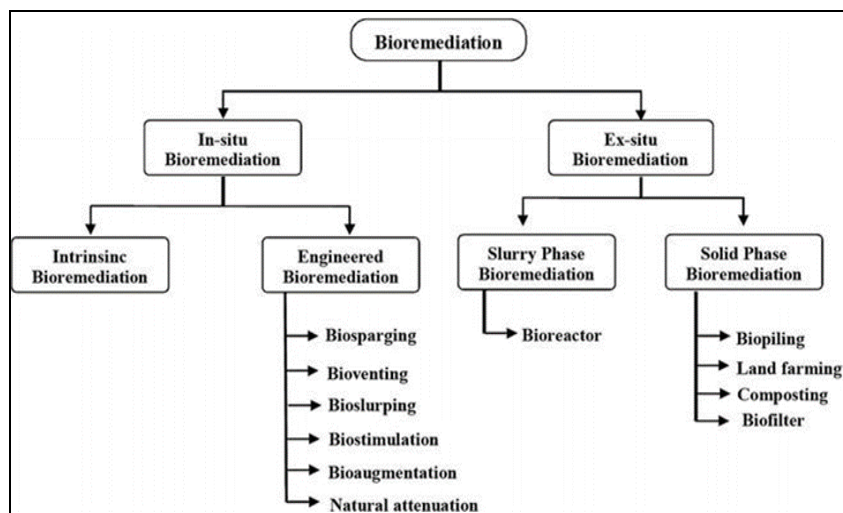 Bioremediation
In-situ
Bioremediation
Ex-situ
Bioremediation
Intrinsinc
Bioremediation
Engineered
Bioremediation
Slurry Phase
Bioremediation
Solid Phase
Bioremediation
Biosparging
Bioventing
Bioslurping
Biostimulation
Bioaugmentation
Natural attenuation
Bioreactor
Biopiling
Land farming
Composting
Biofilter